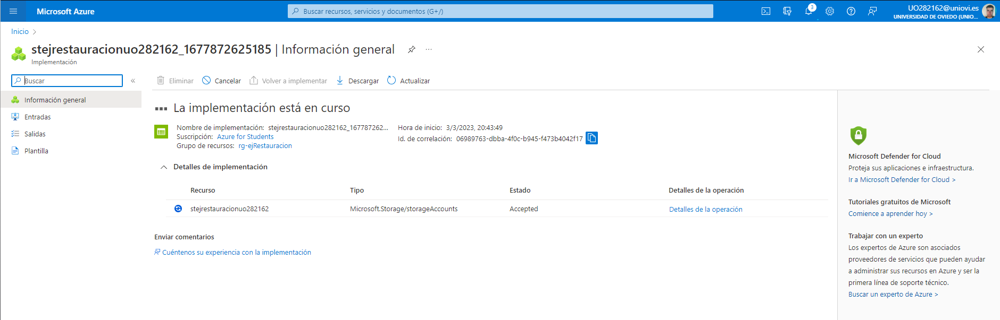 Microsoft Azure
Buscar recursos, servicios y documentos (G+/)
3
UO282162@uniovi.es
UNIVERSIDAD DE OVIEDO (UNIO...
Inicio >
stejrestauracionuo282162_1677872625185 | Información general
...
Implementación
Buscar
«
Eliminar
Cancelar
Volver a implementar
Descargar
Actualizar
Información general
Entradas
Salidas
Plantilla
La implementación está en curso
Nombre de implementación: stejrestauracionuo282162_167787262...
Suscripción: Azure for Students
Grupo de recursos: rg-ejRestauracion
Hora de inicio: 3/3/2023, 20:43:49
Id. de correlación: 06989763-dbba-4f0c-b945-f473b4042f17
Detalles de implementación
Recurso Tipo Estado Detalles de la operación
stejrestauracionuo282162 Microsoft.Storage/storageAccounts Accepted Detalles de la operación
Enviar comentarios
Cuéntenos su experiencia con la implementación
Microsoft Defender for Cloud
Proteja sus aplicaciones e infraestructura.
Ir a Microsoft Defender for Cloud >
Tutoriales gratuitos de Microsoft
Comience a aprender hoy >
Trabajar con un experto
Los expertos de Azure son asociados
proveedores de servicios que pueden ayudar
a administrar sus recursos en Azure y ser la
primera línea de soporte técnico.
Buscar un experto de Azure >